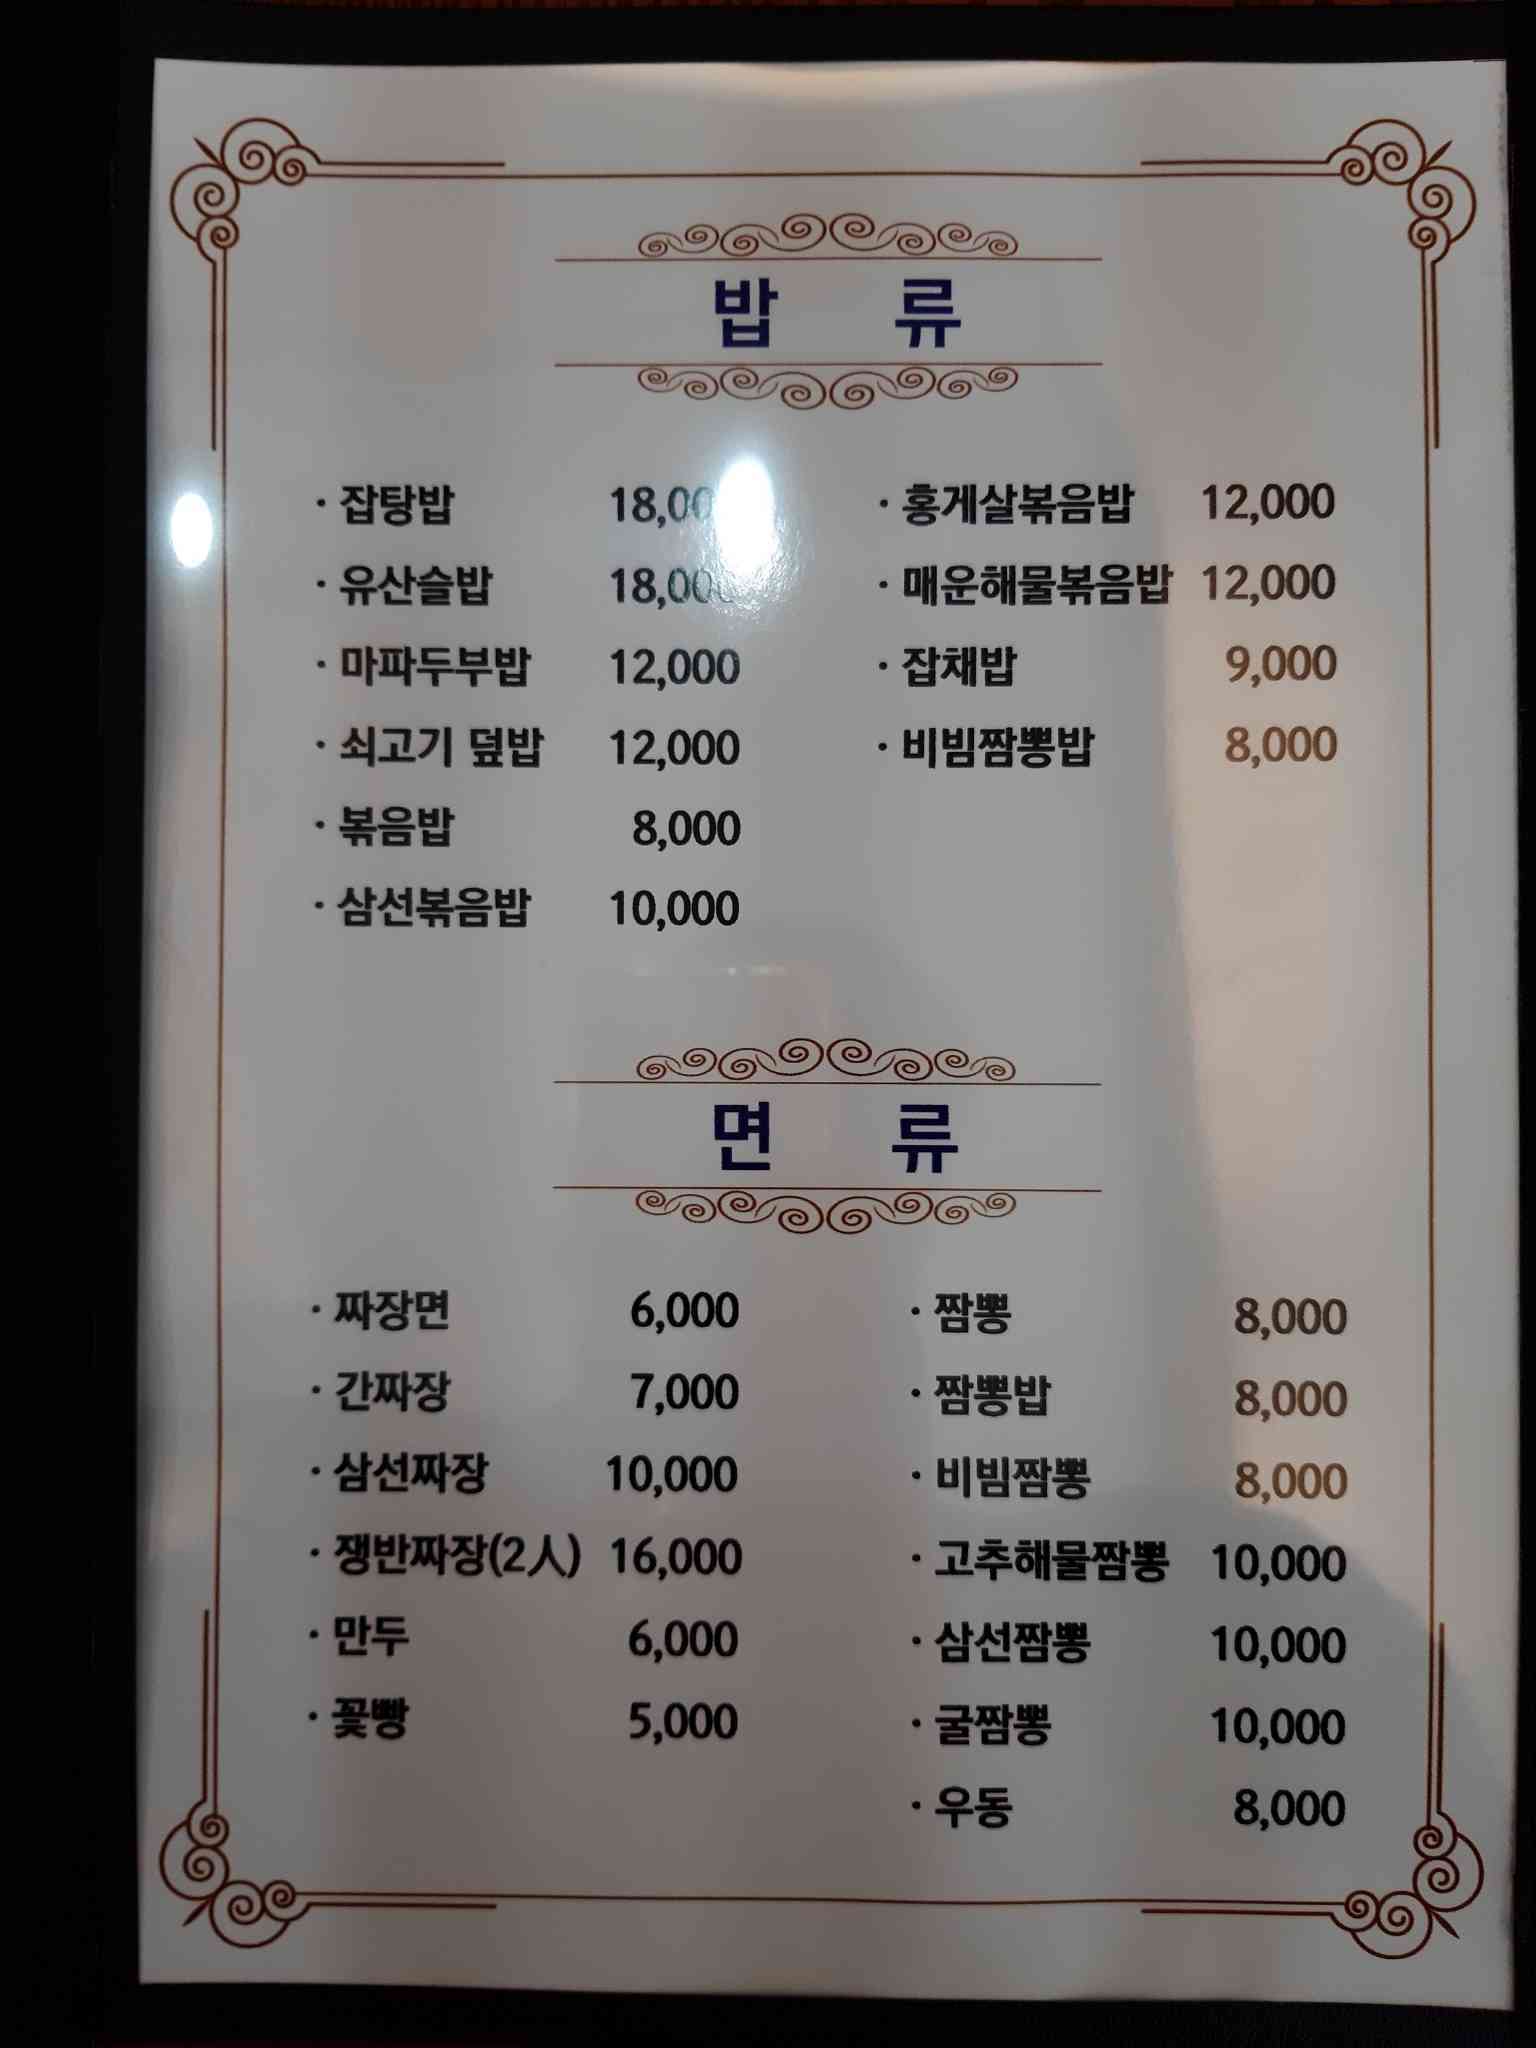 밥 류
· 잡탕밥 18,00
· 유산슬밥 18,000
· 마파두부밥 12,000
· 쇠고기 덮밥 12,000
· 볶음밥 8,000
· 삼선볶음밥 10,000
· 홍게살볶음밥 12,000
· 매운해물볶음밥 12,000
· 잡채밥 9,000
· 비빔짬뽕밥 8,000
면 류
· 짜장면 6,000
· 간짜장 7,000
· 삼선짜장 10,000
· 쟁반짜장(2人) 16,000
· 만두 6,000
· 꽃빵 5,000
· 짬뽕 8,000
· 짬뽕밥 8,000
· 비빔짬뽕 8,000
· 고추해물짬뽕 10,000
· 삼선짬뽕 10,000
· 굴짬뽕 10,000
· 우동 8,000